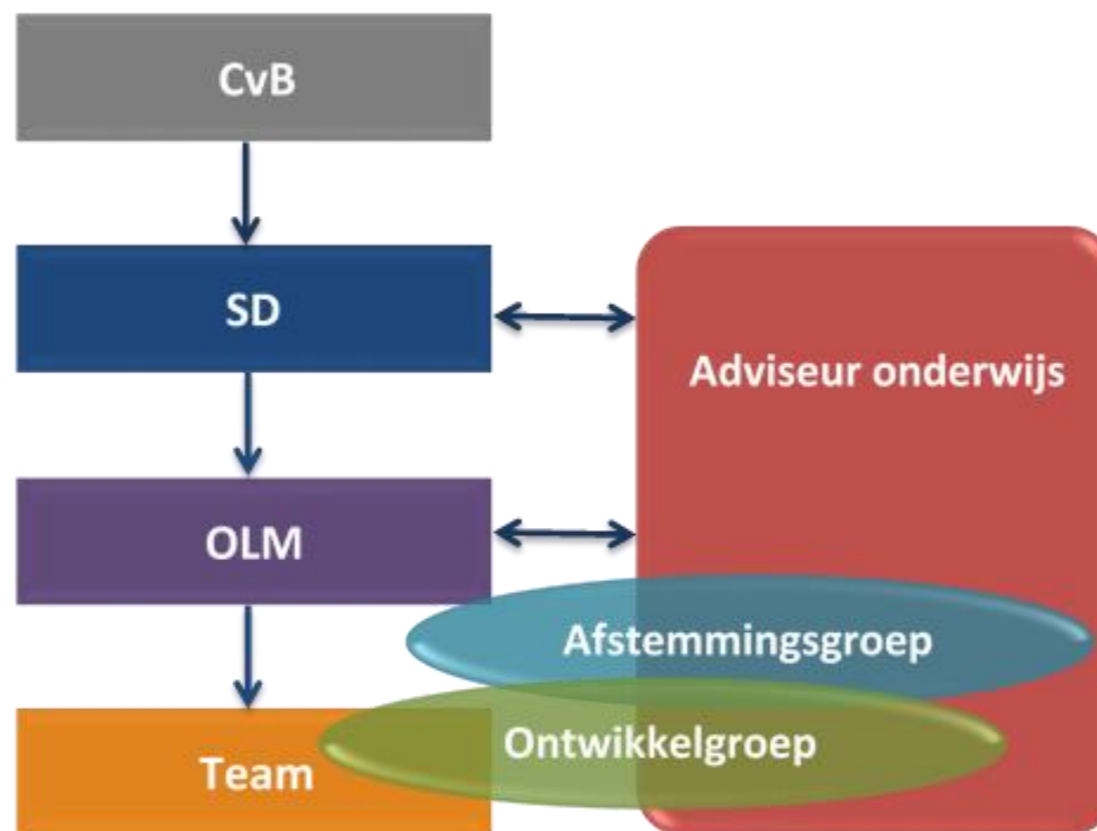 CvB
SD
Adviseur onderwijs
OLM
Afstemmingsgroep
Ontwikkelgroep
Team